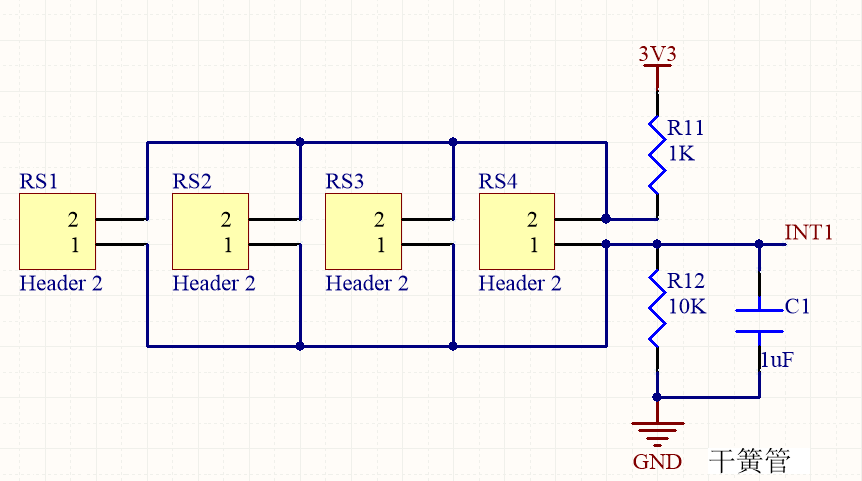 3V3
R11
1K
RS1
2
1
Header 2
RS2
2
1
Header 2
RS3
2
1
Header 2
RS4
2
1
Header 2
INT1
R12
10K
C1
1uF
GND
干簧管